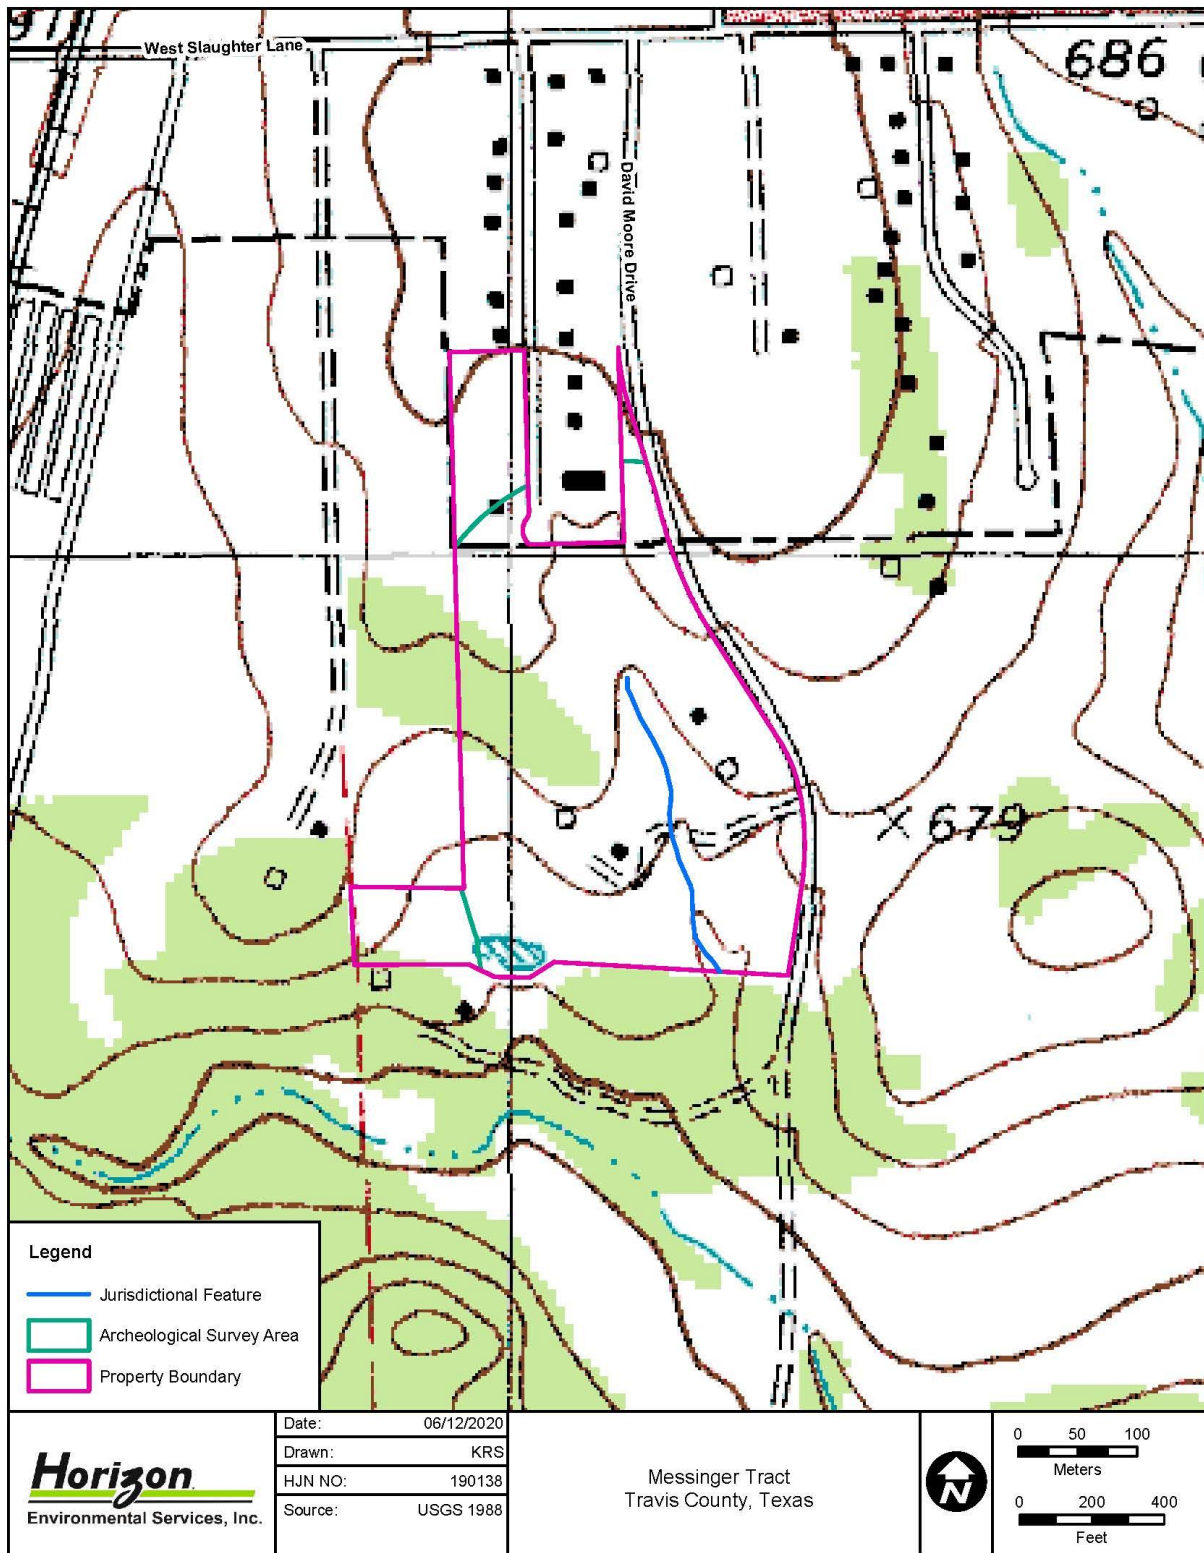 West Slaughter Lane
686
David Moore Drive
679
Legend
Jurisdictional Feature
Archeological Survey Area
Property Boundary
Horizon
Environmental Services, Inc.
Date: 06/12/2020
Drawn: KRS
HJN NO: 190138
Source: USGS 1988
Messinger Tract
Travis County, Texas
N
0 50 100
Meters
0 200 400
Feet